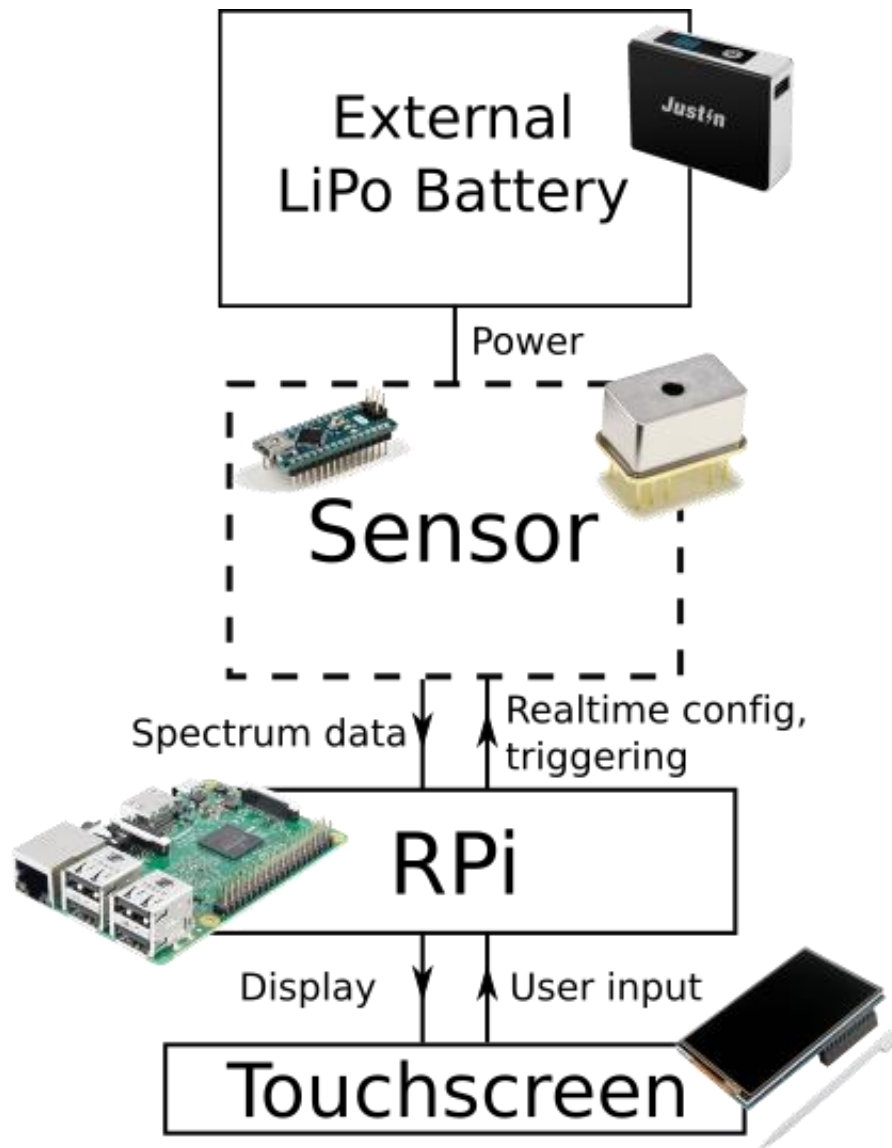 External
LiPo Battery
Justin
Power
Sensor
Spectrum data
Realtime config,
triggering
RPi
Display
User input
Touchscreen